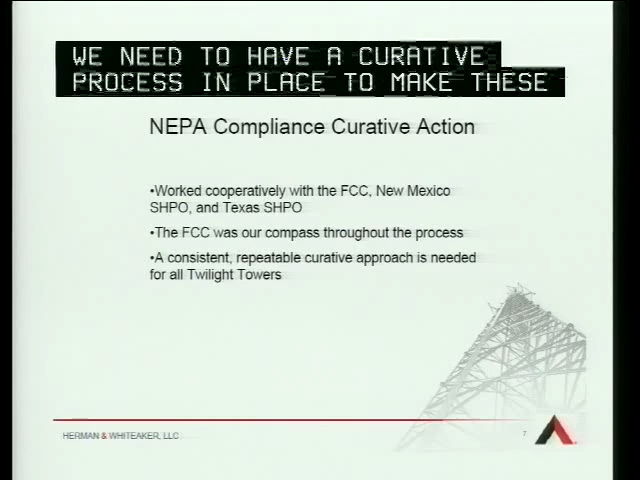 WE NEED TO HAVE A CURATIVE
PROCESS IN PLACE TO MAKE THESE
NEPA Compliance Curative Action
•Worked cooperatively with the FCC, New Mexico
SHPO, and Texas SHPO
•The FCC was our compass throughout the process
•A consistent, repeatable curative approach is needed
for all Twilight Towers
HERMAN & WHITEAKER, LLC
7